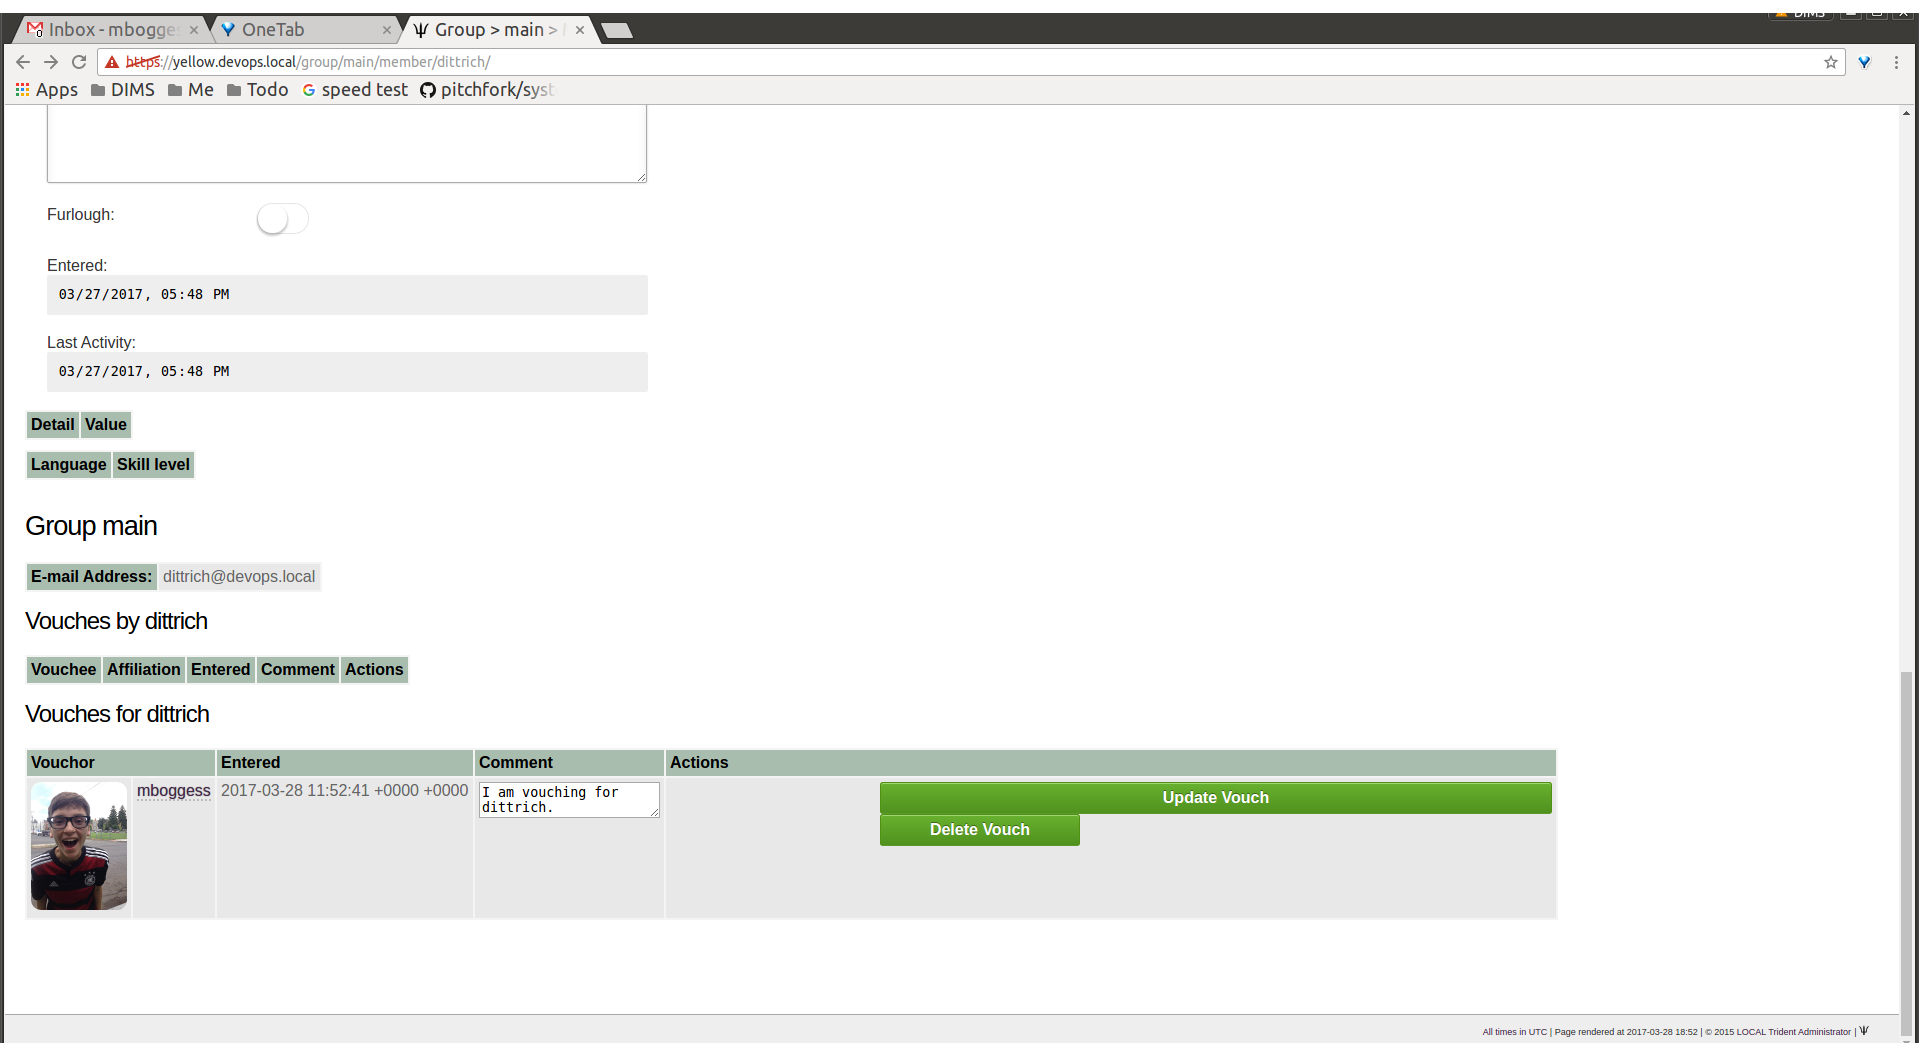 DIMS
Inbox - mbogge
OneTab
Group > main >
https://yellow.devops.local/group/main/member/dittrich/
Apps DIMS Me Todo speed test pitchfork/syst
Furlough:
Entered:
03/27/2017, 05:48 PM
Last Activity:
03/27/2017, 05:48 PM
Detail Value
Language Skill level
Group main
E-mail Address: dittrich@devops.local
Vouches by dittrich
Vouchee Affiliation Entered Comment Actions
Vouches for dittrich
Vouchor Entered Comment Actions
mboggess 2017-03-28 11:52:41 +0000 +0000 I am vouching for Update Vouch
dittrich.
Delete Vouch
All times in UTC | Page rendered at 2017-03-28 18:52 | © 2015 LOCAL Trident Administrator | Ψ